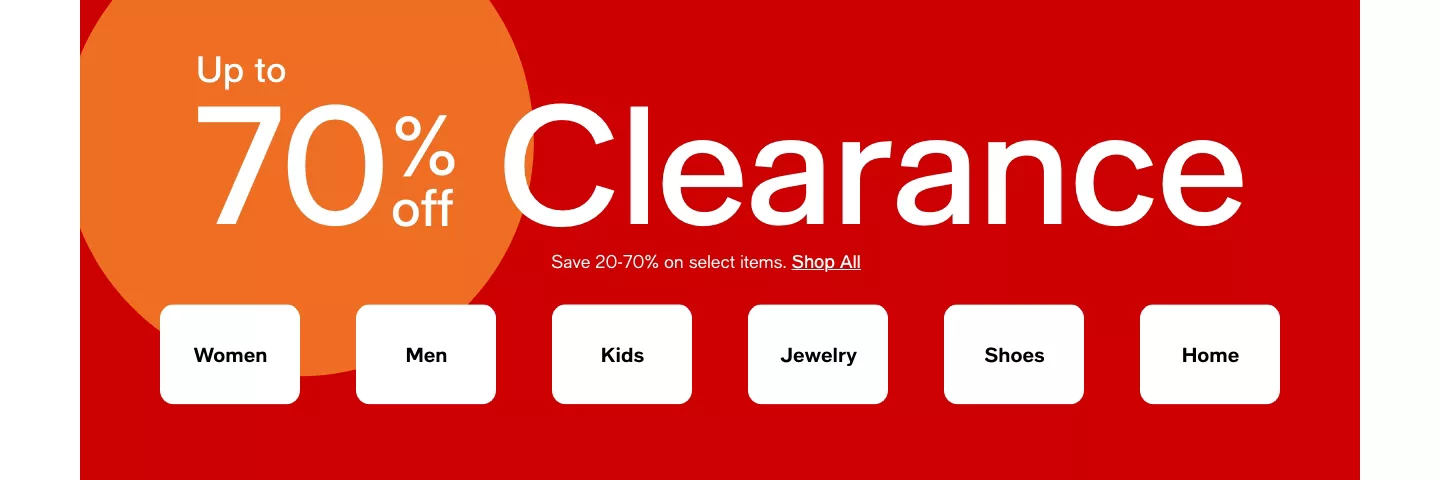 Up to
70% off Clearance
Save 20-70% on select items. Shop All
Women
Men
Kids
Jewelry
Shoes
Home